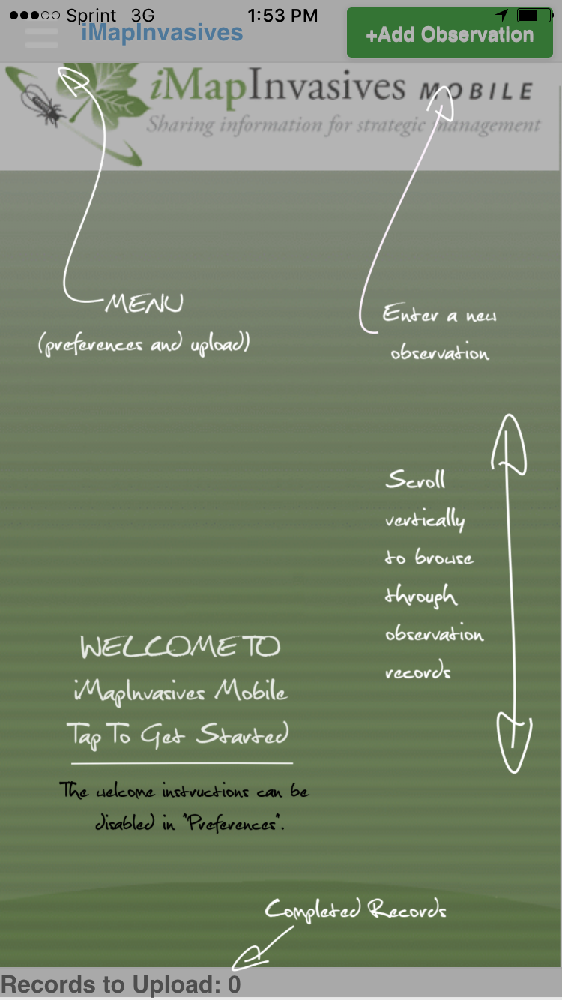 Sprint 3G 1:53 PM
iMapInvasives
+Add Observation
iMapInvasives MOBILE
Sharing information for strategic management
MENU
(preferences and upload))
Enter a new
observation
Scroll
vertically
to browse
through
observation
records
WELCOME TO
iMapInvasives Mobile
Tap To Get Started
The welcome instructions can be
disabled in "Preferences".
Completed Records
Records to Upload: 0